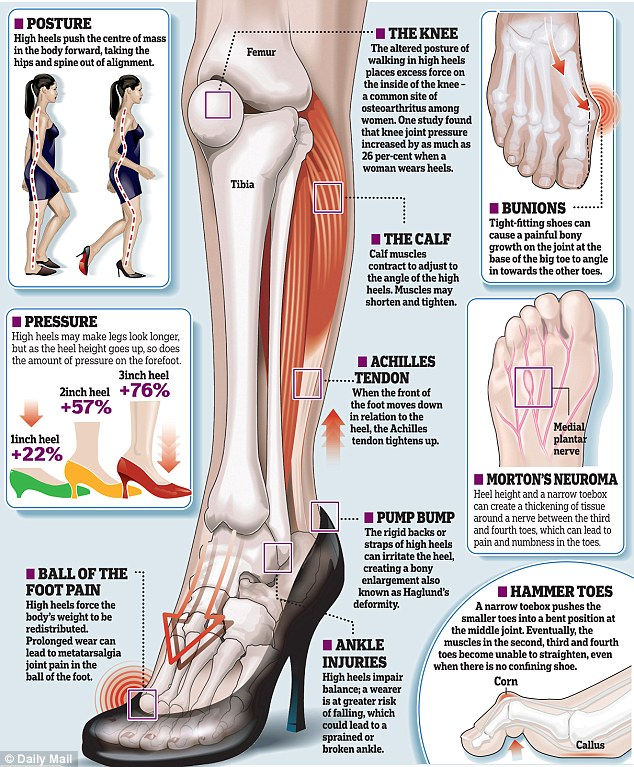 POSTURE
High heels push the centre of mass
in the body forward, taking the
hips and spine out of alignment.
PRESSURE
High heels may make legs look longer,
but as the heel height goes up, so does
the amount of pressure on the forefoot.
1inch heel
+22%
2inch heel
+57%
3inch heel
+76%
BALL OF THE
FOOT PAIN
High heels force the
body's weight to be
redistributed.
Prolonged wear can
lead to metatarsalgia
joint pain in the
ball of the foot.
Femur
Tibia
THE KNEE
The altered posture of
walking in high heels
places excess force on
the inside of the knee –
a common site of
osteoarthritus among
women. One study found
that knee joint pressure
increased by as much as
26 per-cent when a
woman wears heels.
THE CALF
Calf muscles
contract to adjust to
the angle of the high
heels. Muscles may
shorten and tighten.
ACHILLES
TENDON
When the front of
the foot moves down
in relation to the
heel, the Achilles
tendon tightens up.
PUMP BUMP
The rigid backs or
straps of high heels
can irritate the heel,
creating a bony
enlargement also
known as Haglund's
deformity.
ANKLE
INJURIES
High heels impair
balance; a wearer
is at greater risk
of falling, which
could lead to a
sprained or
broken ankle.
BUNIONS
Tight-fitting shoes can
cause a painful bony
growth on the joint at the
base of the big toe to angle
in towards the other toes.
Medial
plantar
nerve
MORTON'S NEUROMA
Heel height and a narrow toebox
can create a thickening of tissue
around a nerve between the third
and fourth toes, which can lead to
pain and numbness in the toes.
HAMMER TOES
A narrow toebox pushes the
smaller toes into a bent position at
the middle joint. Eventually, the
muscles in the second, third and fourth
toes become unable to straighten, even
when there is no confining shoe.
Corn
Callus
© Daily Mail